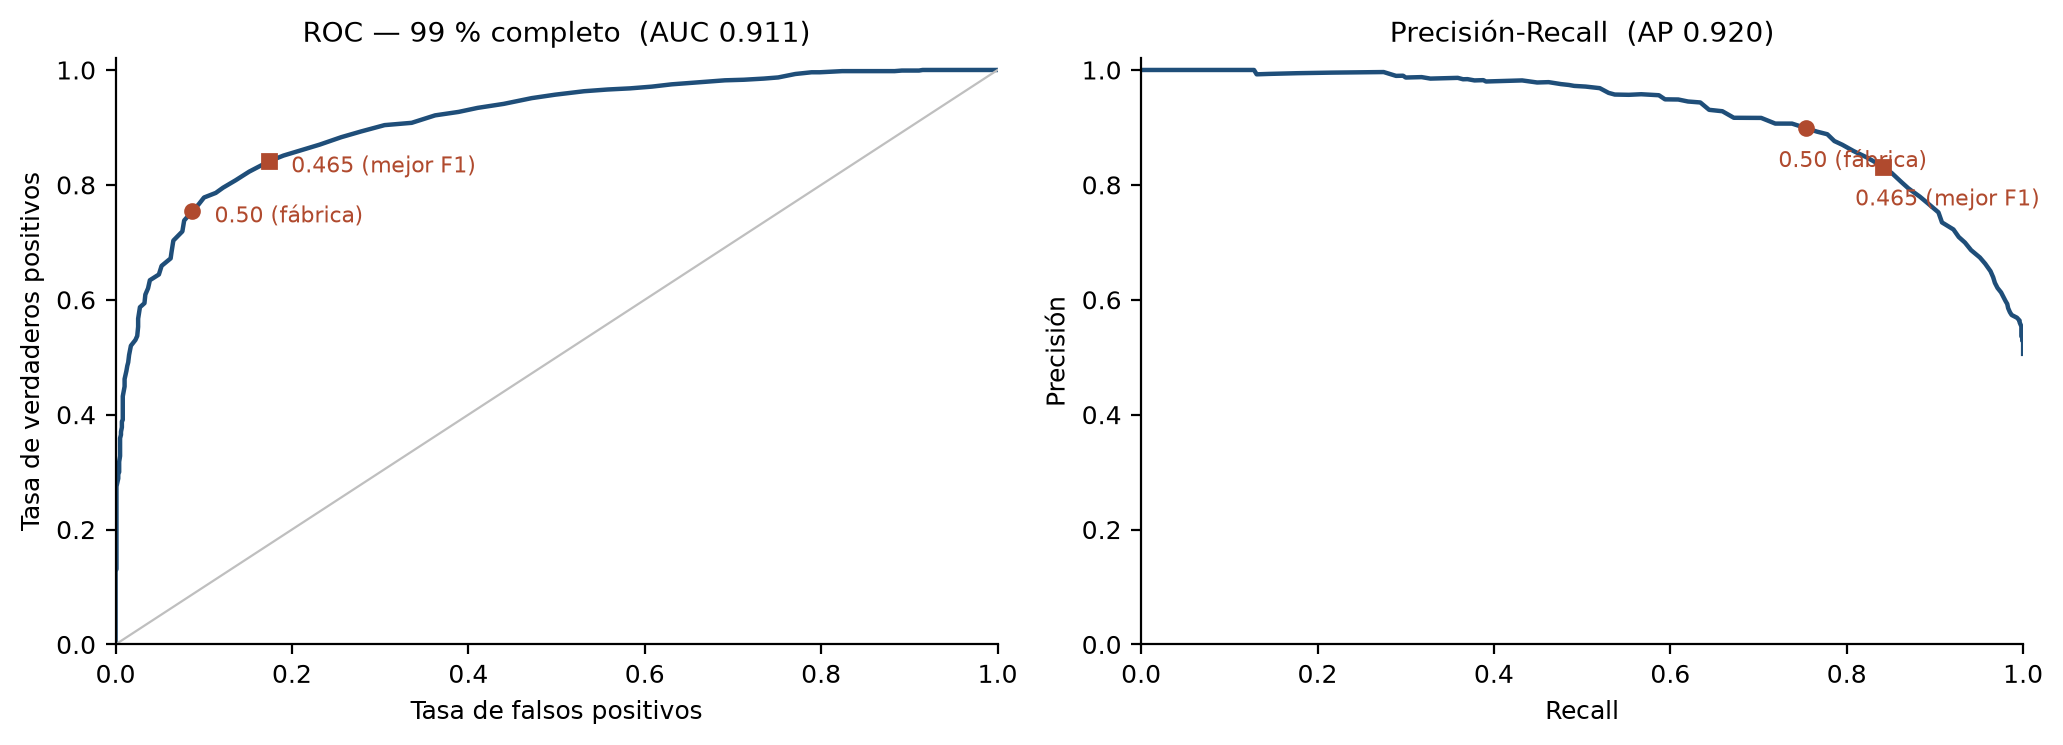 ROC — 99 % completo  (AUC 0.911)
Tasa de verdaderos positivos
1.0
0.8
0.6
0.4
0.2
0.0
0.465 (mejor F1)
0.50 (fábrica)
0.0 0.2 0.4 0.6 0.8 1.0
Tasa de falsos positivos
Precisión-Recall  (AP 0.920)
Precisión
1.0
0.8
0.6
0.4
0.2
0.0
0.50 (fábrica)
0.465 (mejor F1)
0.0 0.2 0.4 0.6 0.8 1.0
Recall